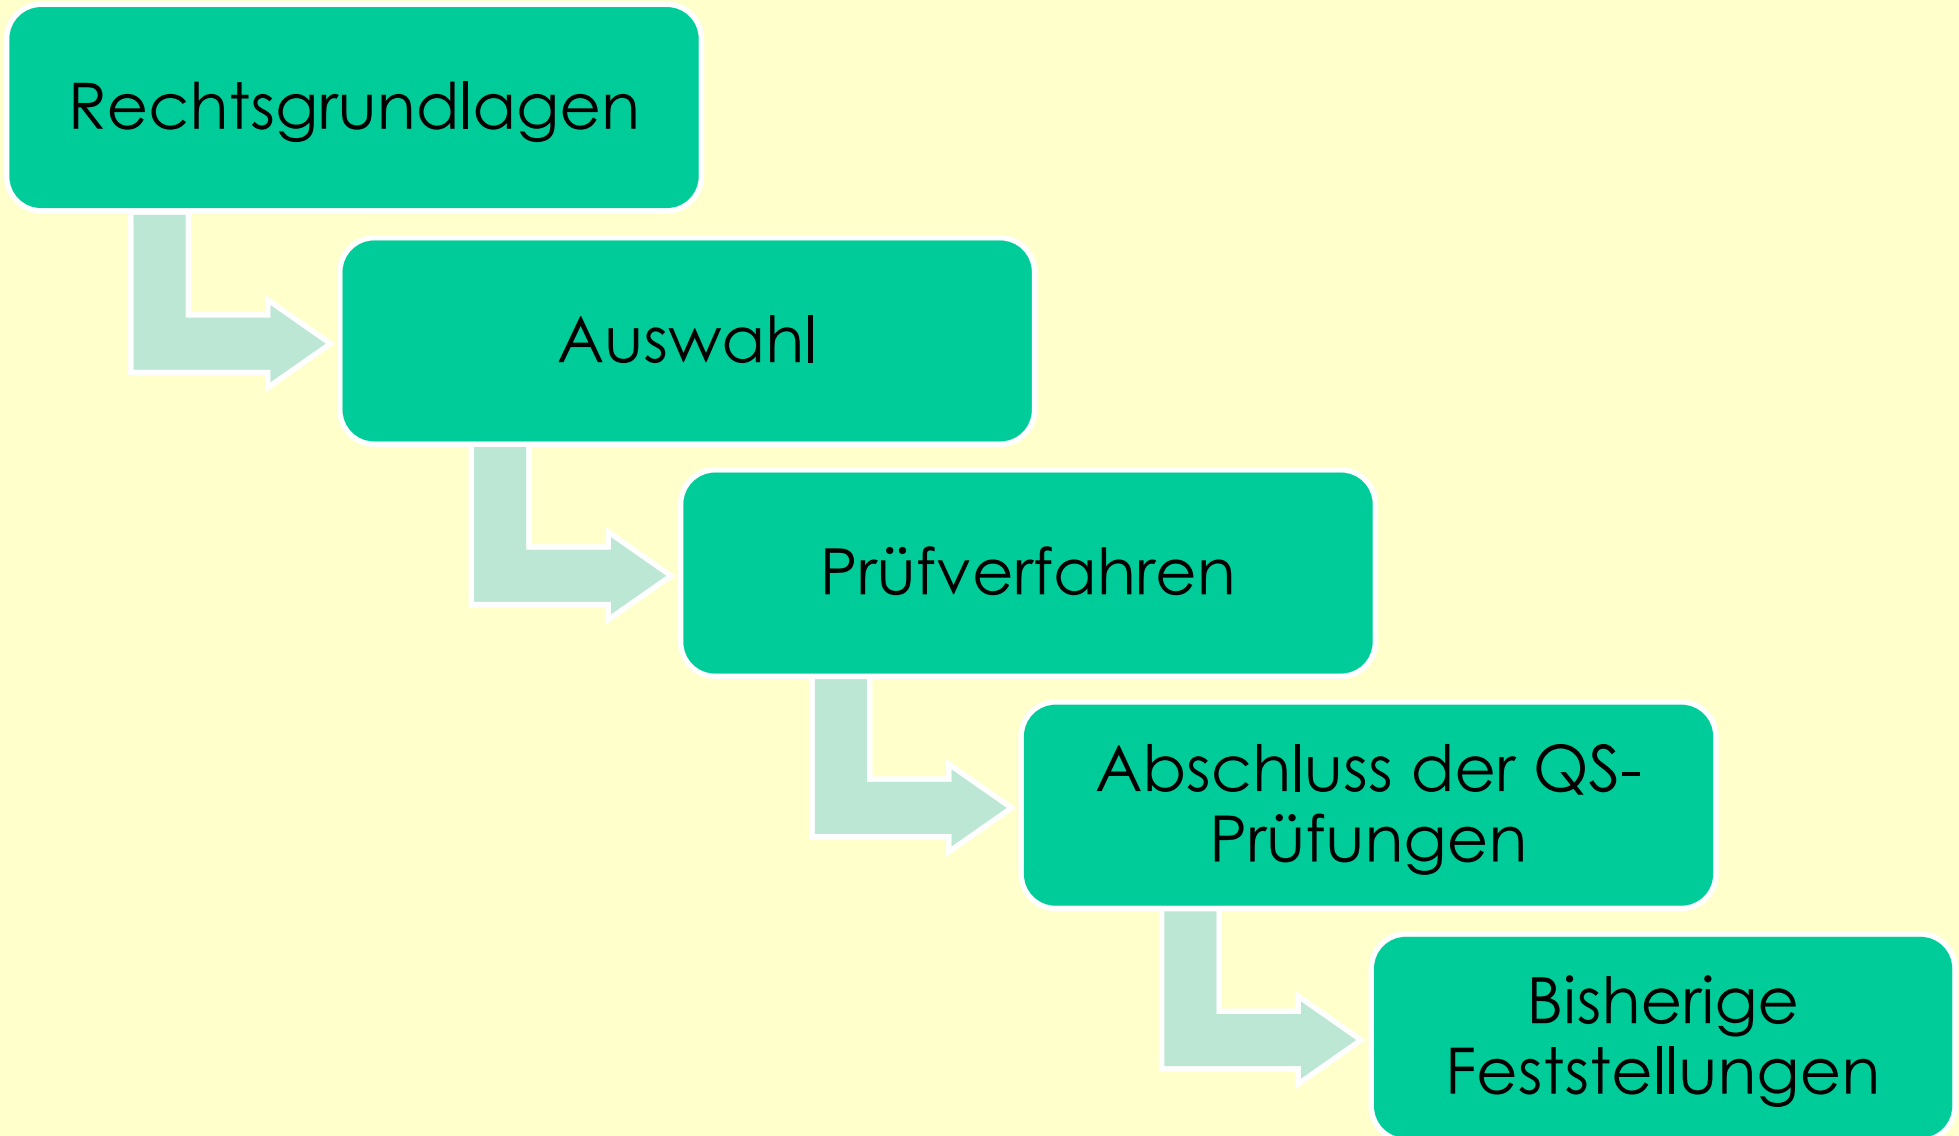 Rechtsgrundlagen
Auswahl
Prüfverfahren
Abschluss der QS-
Prüfungen
Bisherige
Feststellungen